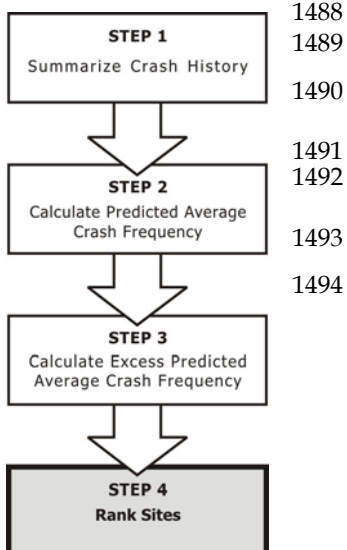 1488
STEP 1
1489
Summarize Crash History
1490
1491
STEP 2
1492
Calculate Predicted Average
Crash Frequency
1493
1494
STEP 3
Calculate Excess Predicted
Average Crash Frequency
STEP 4
Rank Sites